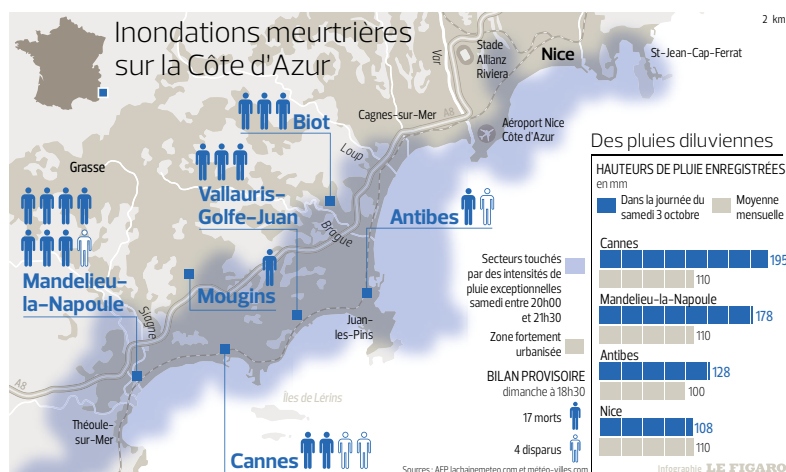 Inondations meurtrières
sur la Côte d'Azur
2 km
Stade
Allianz
Riviera
Nice
St-Jean-Cap-Ferrat
Var
Cagnes-sur-Mer
A8
Aéroport Nice
Côte d'Azur
Biot
Loup
Grasse
Vallauris-
Golfe-Juan
Brague
Antibes
Mandelieu-
la-Napoule
Mougins
Siagne
Juan-
les-Pins
A8
Îles de Lérins
Théoule-
sur-Mer
Cannes
Secteurs touchés
par des intensités de
pluie exceptionnelles
samedi entre 20h00
et 21h30
Zone fortement
urbanisée
BILAN PROVISOIRE
dimanche à 18h30
17 morts
4 disparus
Des pluies diluviennes
HAUTEURS DE PLUIE ENREGISTRÉES
en mm
Dans la journée du
samedi 3 octobre
Moyenne
mensuelle
Cannes
195
110
Mandelieu-la-Napoule
178
110
Antibes
128
100
Nice
108
110
Sources : AFP, lachainemeteo.com et météo-villes.com
Infographie LE FIGARO